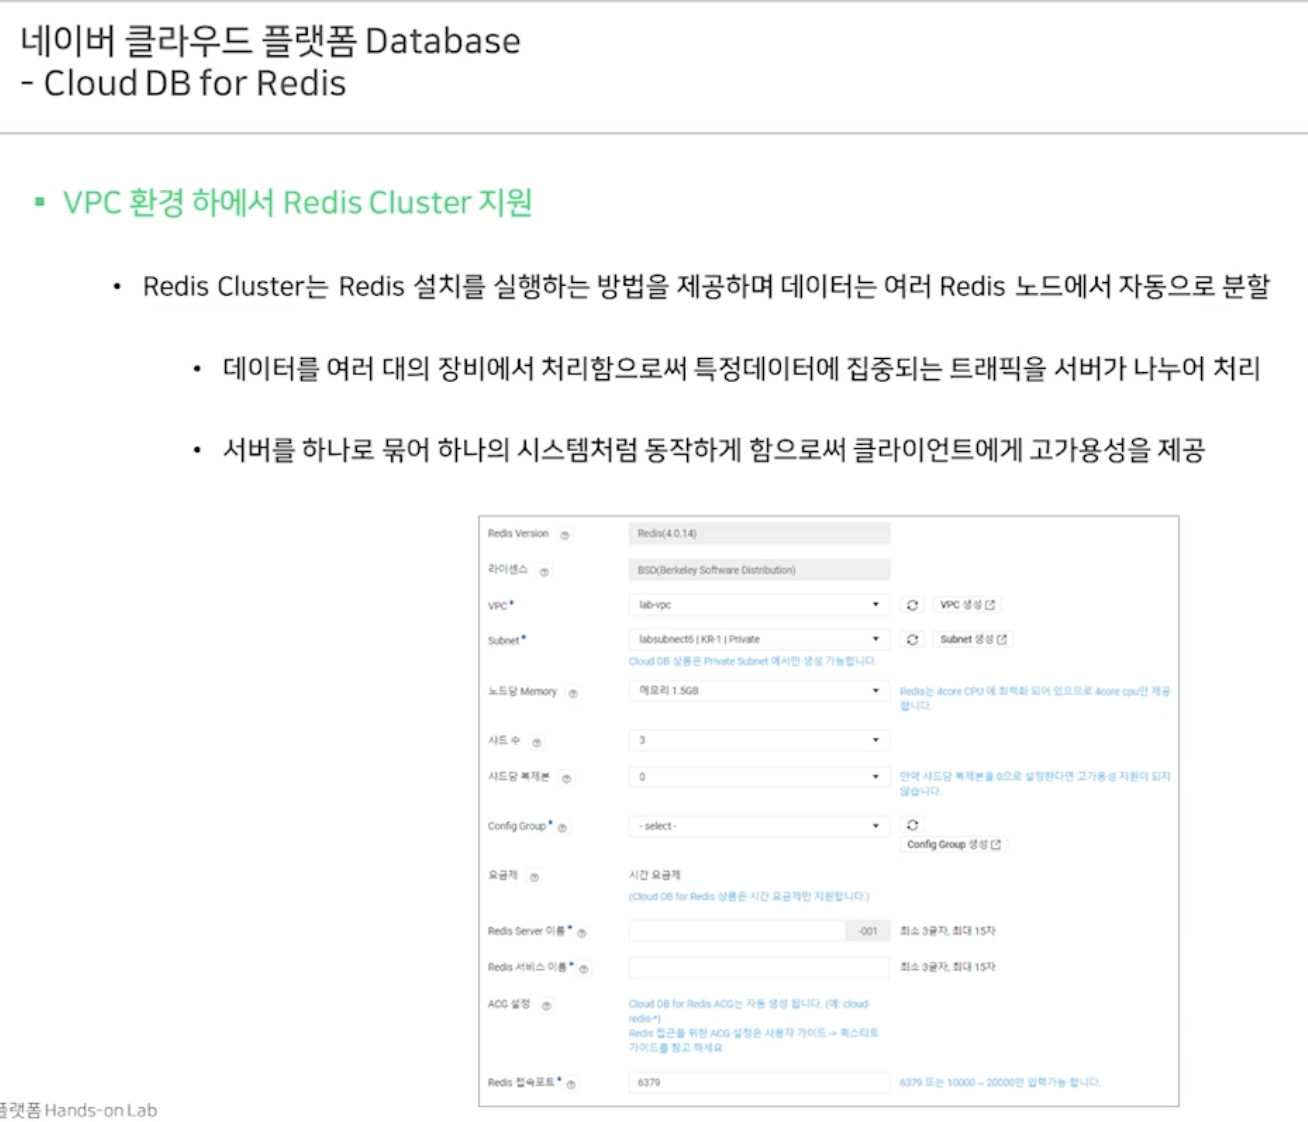 네이버 클라우드 플랫폼 Database
- Cloud DB for Redis
▪ VPC 환경 하에서 Redis Cluster 지원
• Redis Cluster는 Redis 설치를 실행하는 방법을 제공하며 데이터는 여러 Redis 노드에서 자동으로 분할
• 데이터를 여러 대의 장비에서 처리함으로써 특정데이터에 집중되는 트래픽을 서버가 나누어 처리
• 서버를 하나로 묶어 하나의 시스템처럼 동작하게 함으로써 클라이언트에게 고가용성을 제공
Redis Version ? Redis(4.0.14)
라이센스 ? BSD(Berkeley Software Distribution)
VPC* lab-vpc VPC 생성
Subnet* labsubnect6 | KR-1 | Private Subnet 생성
Cloud DB 상품은 Private Subnet 에서만 생성 가능합니다.
노드당 Memory ? 메모리 1.5GB Redis는 4core CPU 에 최적화 되어 있으므로 4core cpu만 제공
합니다.
샤드 수 ? 3
샤드당 복제본 ? 0 만약 샤드당 복제본을 0으로 설정한다면 고가용성 지원이 되지
않습니다.
Config Group* ? - select -
Config Group 생성
요금제 ? 시간 요금제
(Cloud DB for Redis 상품은 시간 요금제만 지원합니다.)
Redis Server 이름* ? -001 최소 3글자, 최대 15자
Redis 서비스 이름* ? 최소 3글자, 최대 15자
ACG 설정 ? Cloud DB for Redis ACG는 자동 생성 됩니다. (예: cloud-
redis-*)
Redis 접근을 위한 ACG 설정은 사용자 가이드 -> 퀵스타트
가이드를 참고 하세요
Redis 접속포트* ? 6379 6379 또는 10000 ~ 20000만 입력가능 합니다.
플랫폼 Hands-on Lab